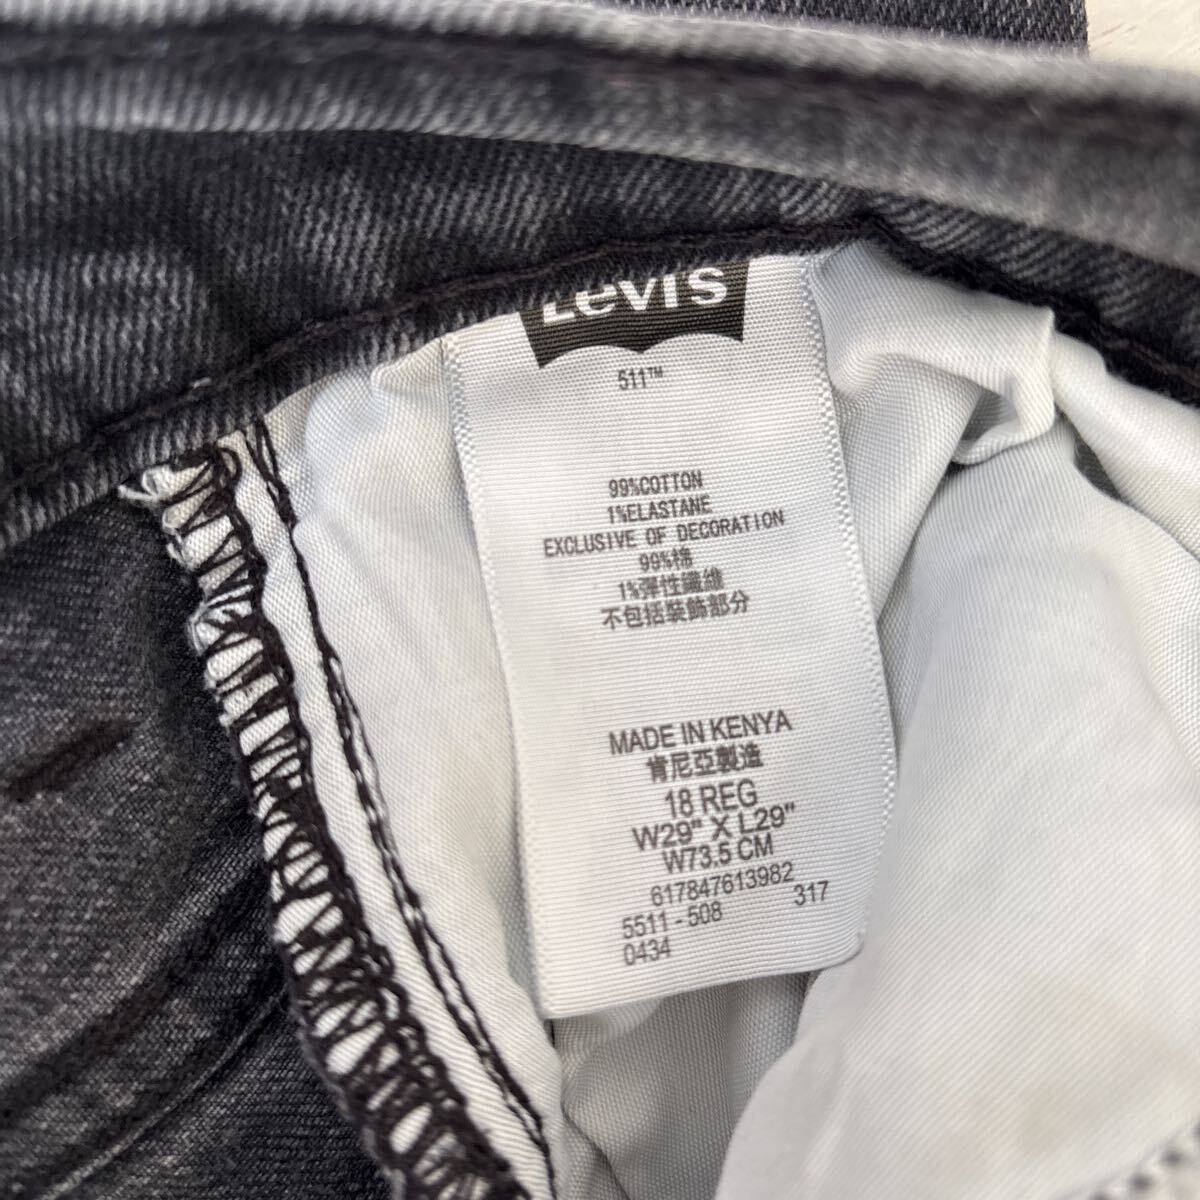 Levi's
511™
99%COTTON
1%ELASTANE
EXCLUSIVE OF DECORATION
99%棉
1%彈性纖維
不包括裝飾部分
MADE IN KENYA
肯尼亞製造
18 REG
W29" X L29"
W73.5 CM
617847613982
5511 - 508 317
0434